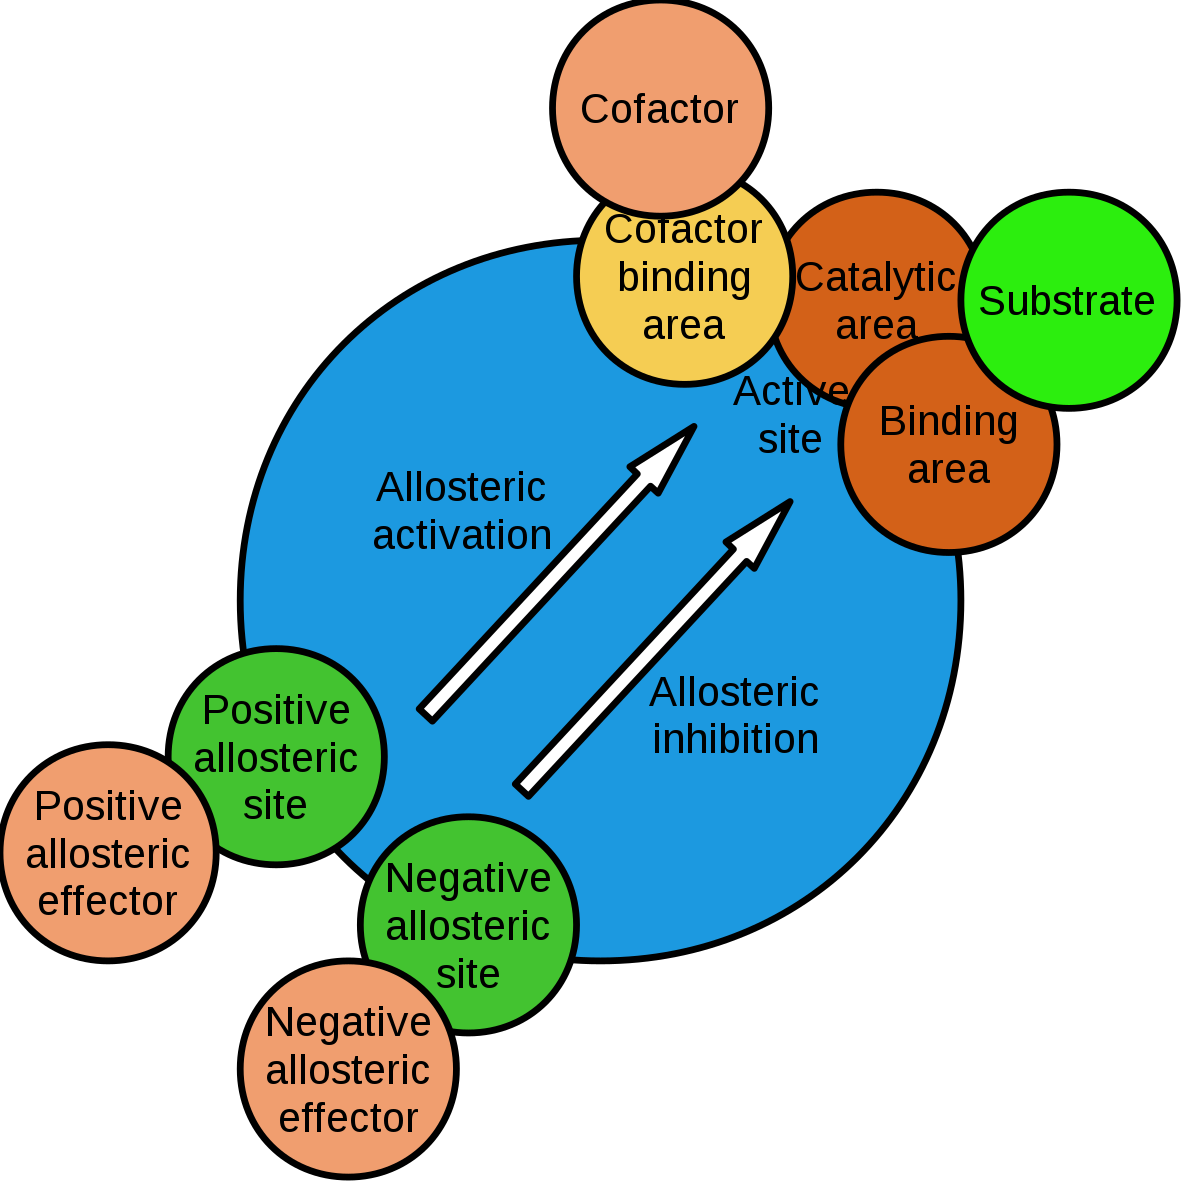 Cofactor
Cofactor
binding
area
Catalytic
area
Substrate
Active
site
Binding
area
Allosteric
activation
Allosteric
inhibition
Positive
allosteric
site
Positive
allosteric
effector
Negative
allosteric
site
Negative
allosteric
effector